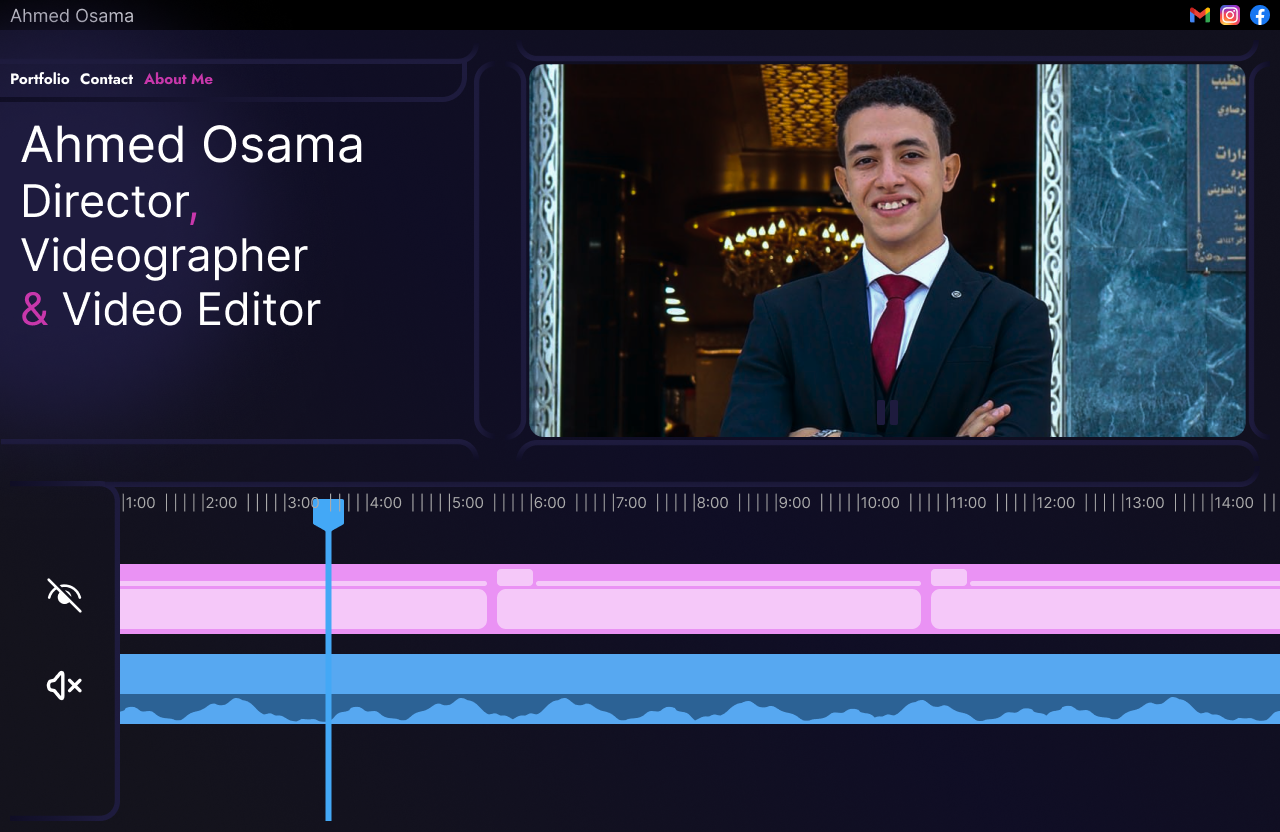 Ahmed Osama
Portfolio Contact About Me
Ahmed Osama
Director,
Videographer
& Video Editor
الطيب
دارات
1:00 2:00 3:00 4:00 5:00 6:00 7:00 8:00 9:00 10:00 11:00 12:00 13:00 14:00